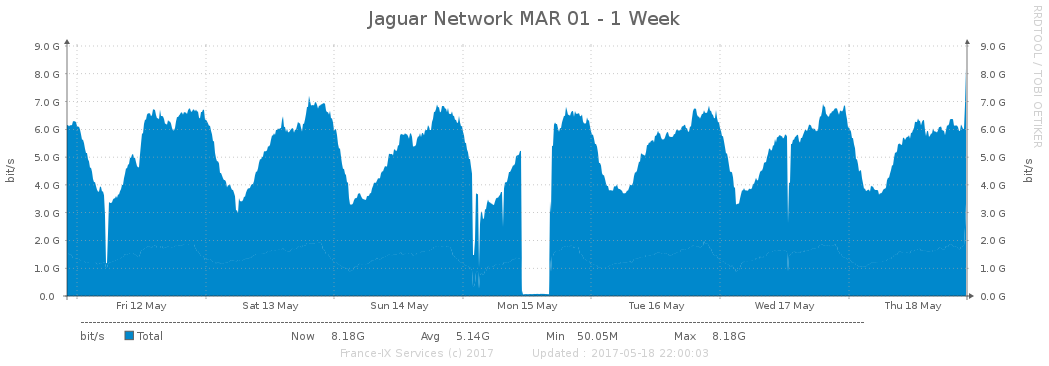 Jaguar Network MAR 01 - 1 Week
RRDTOOL / TOBI OETIKER
9.0 G 9.0 G
8.0 G 8.0 G
7.0 G 7.0 G
6.0 G 6.0 G
5.0 G 5.0 G
4.0 G 4.0 G
3.0 G 3.0 G
2.0 G 2.0 G
1.0 G 1.0 G
0.0 0.0 G
bit/s
bit/s
Fri 12 May Sat 13 May Sun 14 May Mon 15 May Tue 16 May Wed 17 May Thu 18 May
bit/s Total Now 8.18G Avg 5.14G Min 50.05M Max 8.18G
France-IX Services (c) 2017 Updated : 2017-05-18 22:00:03